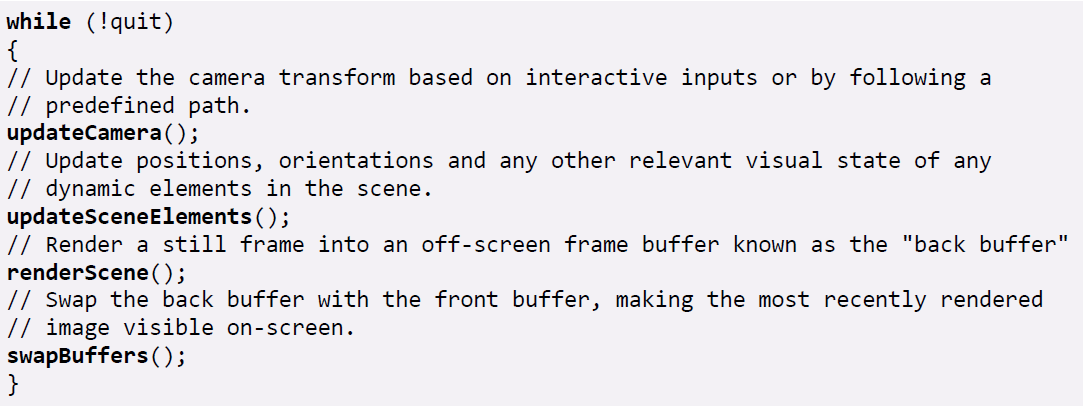 while (!quit)
{
// Update the camera transform based on interactive inputs or by following a
// predefined path.
updateCamera();
// Update positions, orientations and any other relevant visual state of any
// dynamic elements in the scene.
updateSceneElements();
// Render a still frame into an off-screen frame buffer known as the "back buffer"
renderScene();
// Swap the back buffer with the front buffer, making the most recently rendered
// image visible on-screen.
swapBuffers();
}